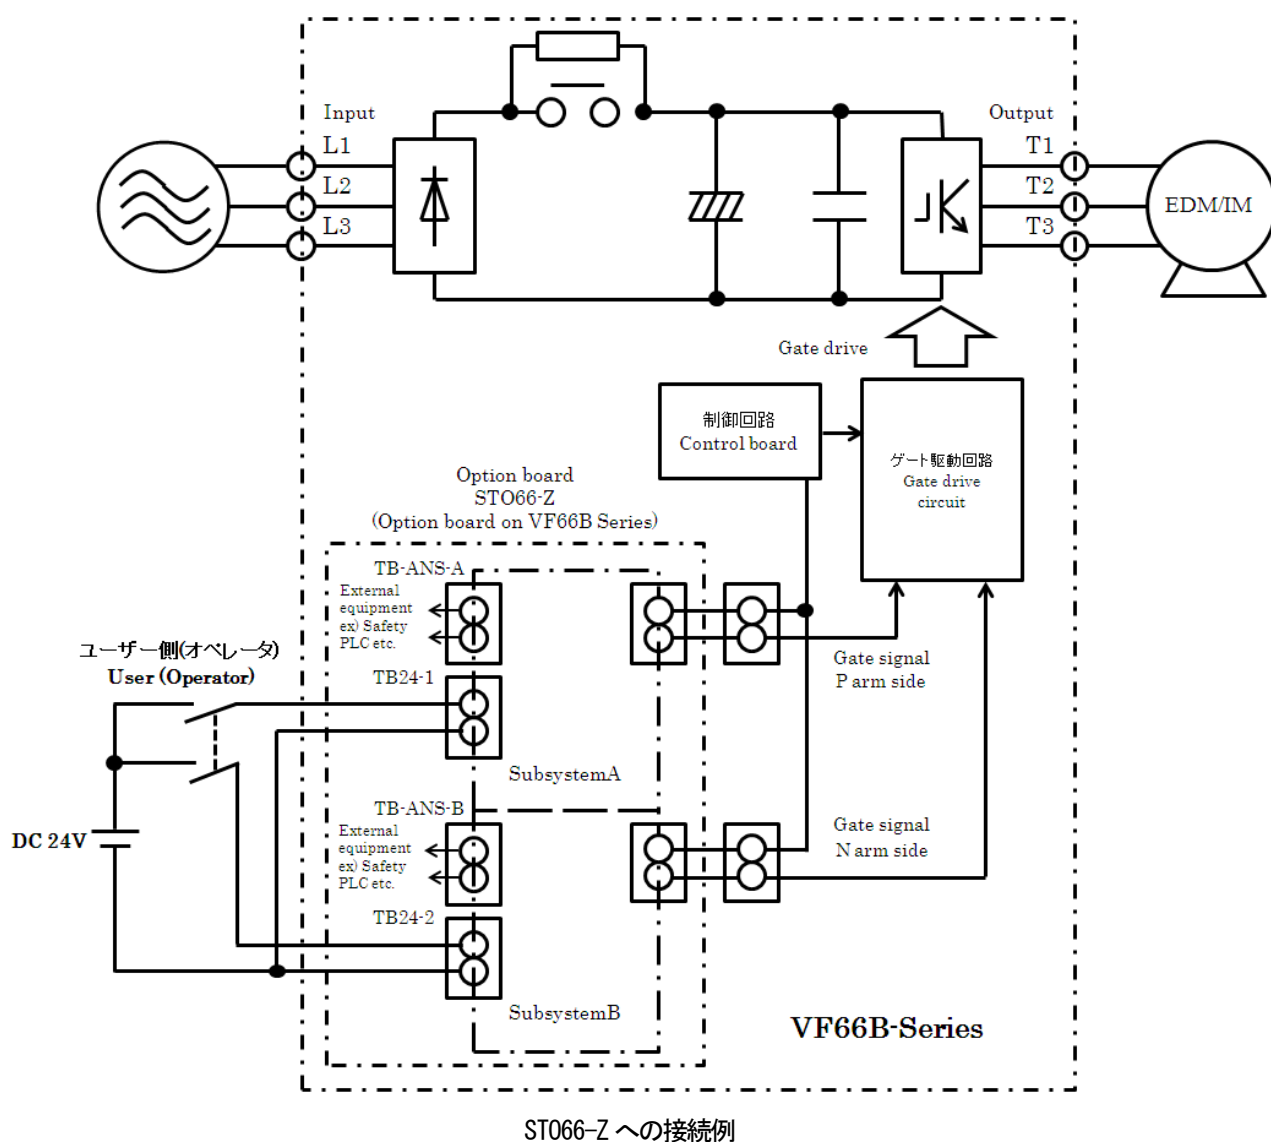 Input
Output
L1
L2
L3
T1
T2
T3
EDM/IM
Gate drive
制御回路
Control board
ゲート駆動回路
Gate drive
circuit
Option board
STO66-Z
(Option board on VF66B Series)
TB-ANS-A
External
equipment
ex) Safety
PLC etc.
ユーザー側(オペレータ)
User (Operator)
TB24-1
Gate signal
P arm side
SubsystemA
TB-ANS-B
External
equipment
ex) Safety
PLC etc.
Gate signal
N arm side
DC 24V
TB24-2
SubsystemB
VF66B-Series
STO66-Z への接続例